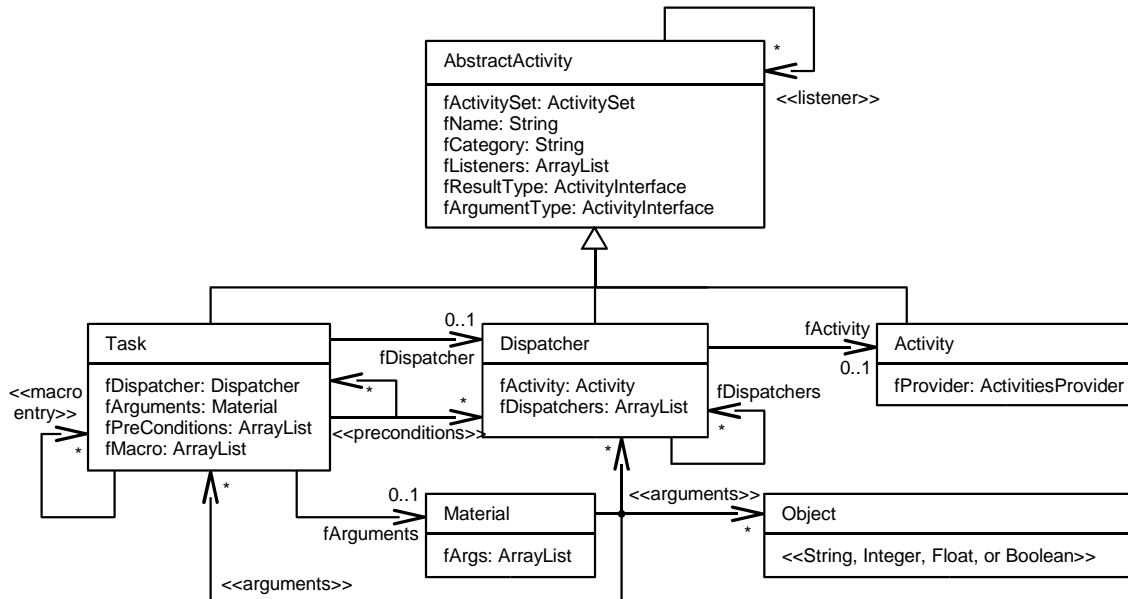 *
AbstractActivity
<<listener>>
fActivitySet: ActivitySet
fName: String
fCategory: String
fListeners: ArrayList
fResultType: ActivityInterface
fArgumentType: ActivityInterface
Task
0..1
fDispatcher
Dispatcher
fActivity
0..1
Activity
<<macro
entry>>
*
fDispatcher: Dispatcher
fArguments: Material
fPreConditions: ArrayList
fMacro: ArrayList
*
*
<<preconditions>>
fActivity: Activity
fDispatchers: ArrayList
fDispatchers
*
fProvider: ActivitiesProvider
*
*
0..1
fArguments
Material
<<arguments>>
*
Object
fArgs: ArrayList
<<String, Integer, Float, or Boolean>>
<<arguments>>